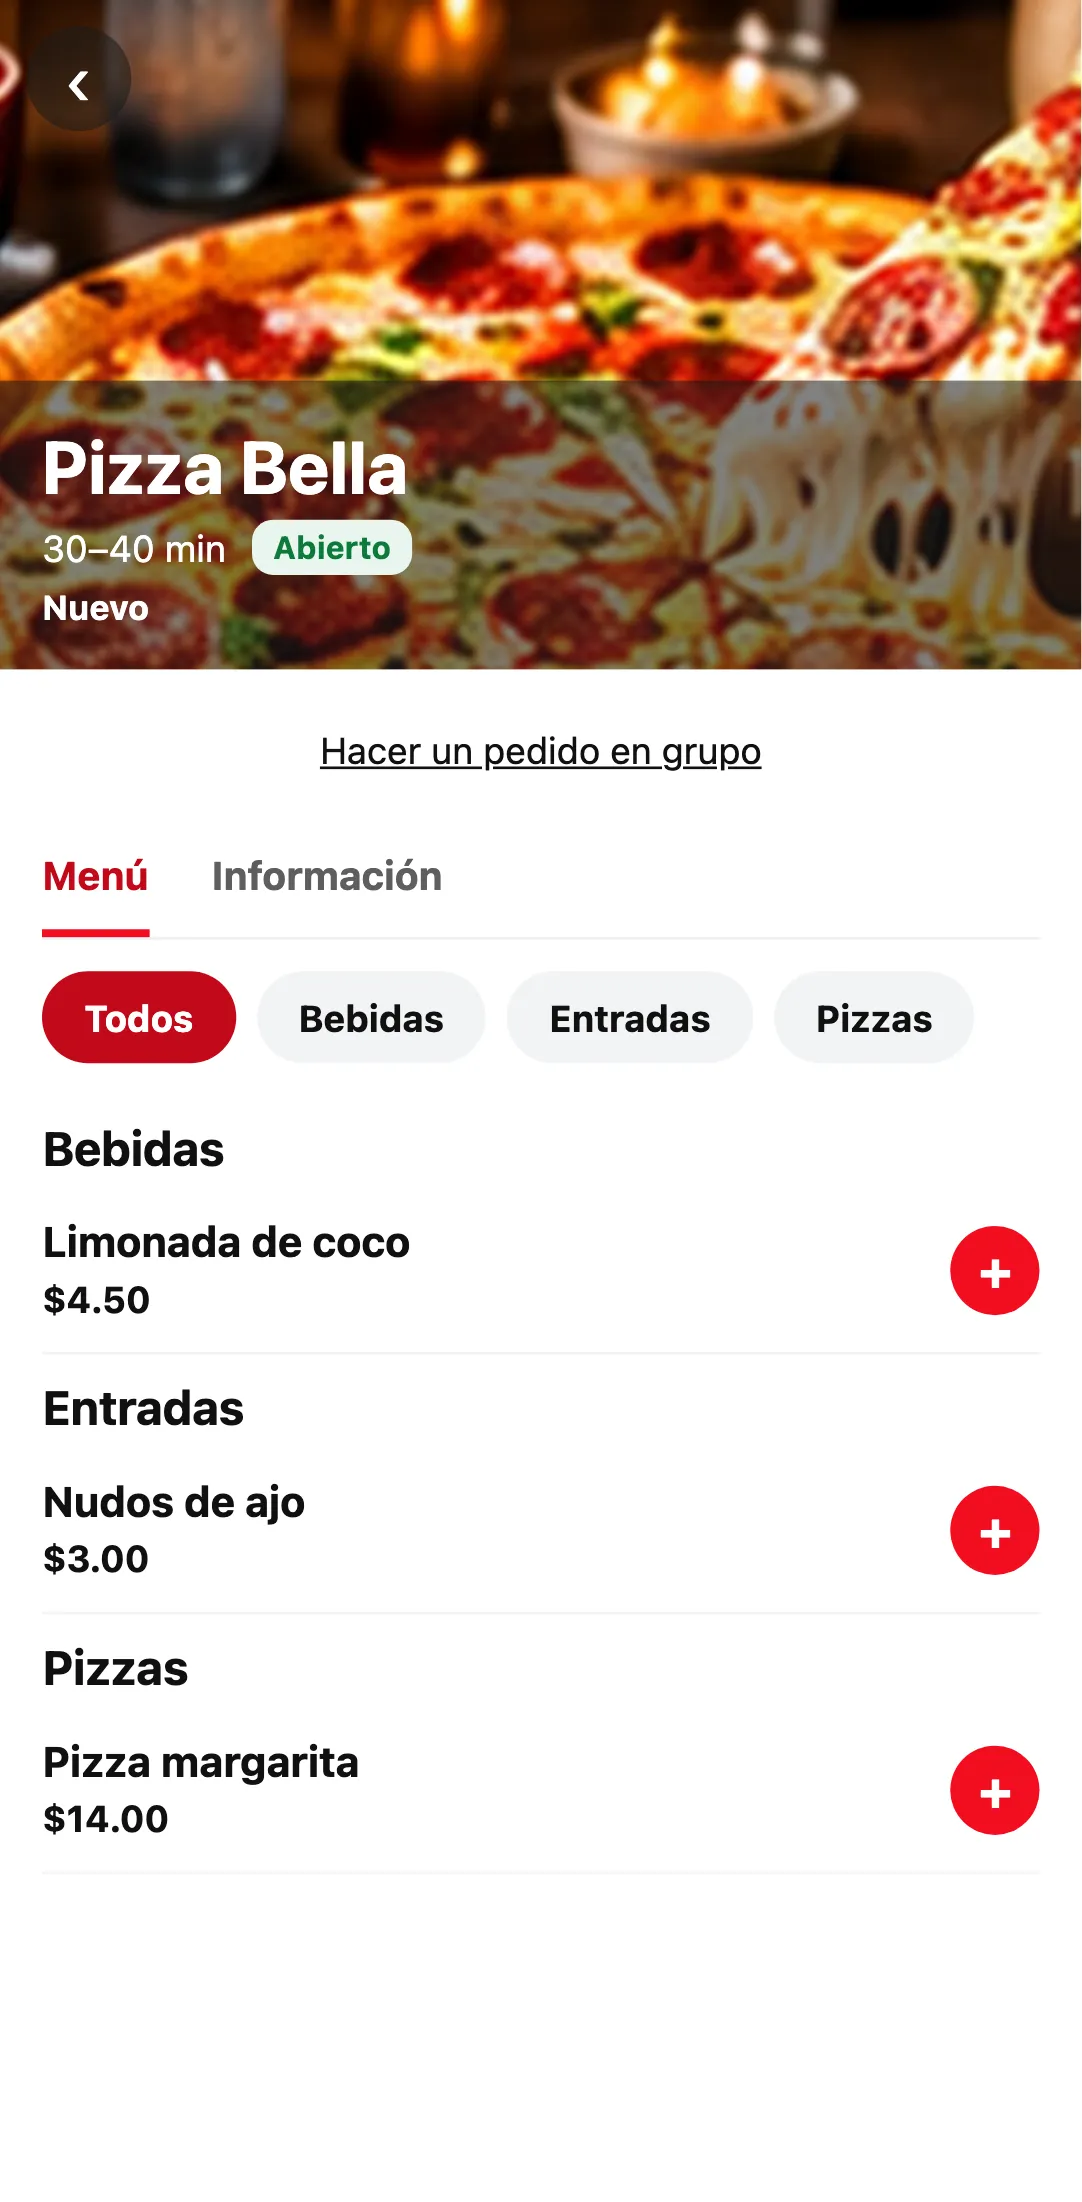 Pizza Bella
30–40 min Abierto
Nuevo
Hacer un pedido en grupo
Menú Información
Todos Bebidas Entradas Pizzas
Bebidas
Limonada de coco
$4.50
+
Entradas
Nudos de ajo
$3.00
+
Pizzas
Pizza margarita
$14.00
+